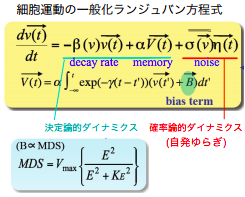 細胞運動の一般化ランジュバン方程式
dv(t)/dt = -β(v)v(t) + αV(t) + σ(v)η(t)
decay rate memory noise
V(t) = α∫_{-∞}^{t} exp(-γ(t-t'))(v(t') + B)dt'
bias term
決定論的ダイナミクス 確率論的ダイナミクス
(自発ゆらぎ)
(B∝MDS)
MDS = V_{max} { E² / (E² + K_E²) }